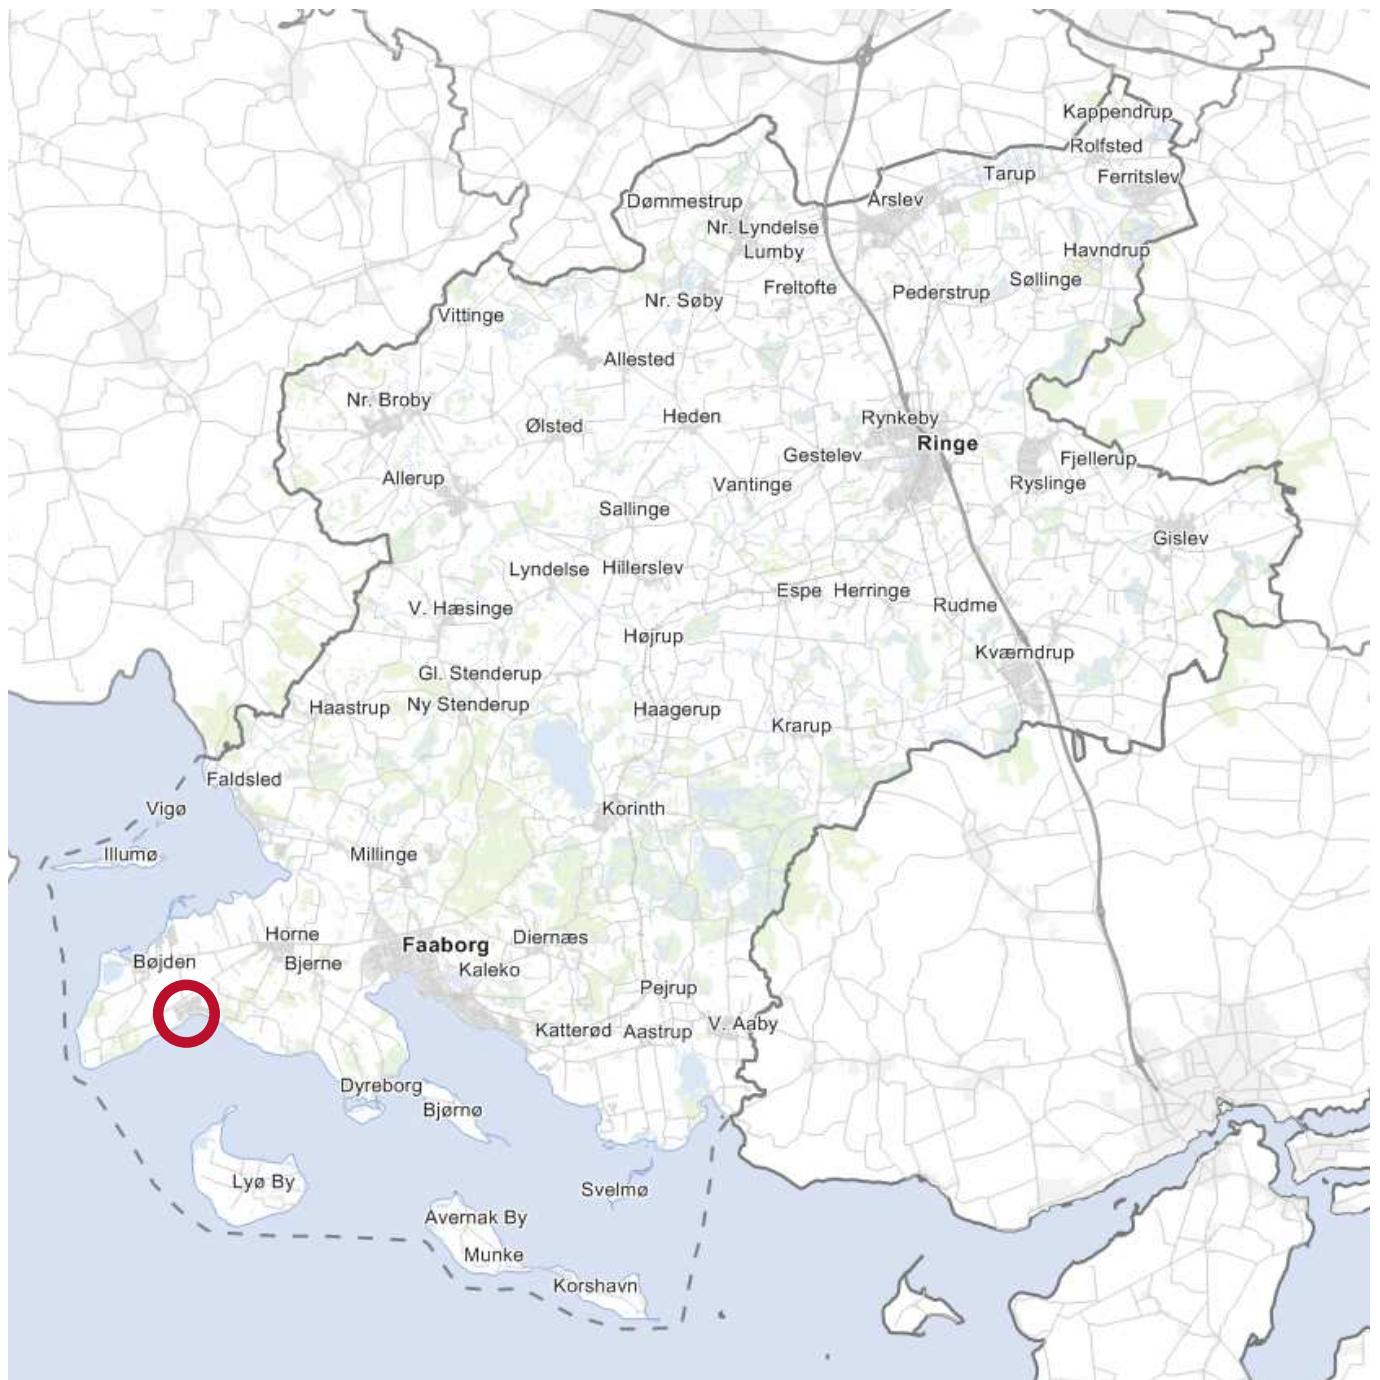 Kappendrup
Rolfsted
Tarup
Ferritslev
Dømmestrup
Årslev
Nr. Lyndelse
Lumby
Havndrup
Søllinge
Freltofte
Pederstrup
Nr. Søby
Vittinge
Allested
Nr. Broby
Ølsted
Heden
Rynkeby
Ringe
Gestelev
Fjellerup
Allerup
Vantinge
Ryslinge
Sallinge
Gislev
Lyndelse
Hillerslev
Espe
Herringe
Rudme
V. Hæsinge
Højrup
Kværndrup
Gl. Stenderup
Haastrup
Ny Stenderup
Haagerup
Krarup
Faldsled
Vigø
Korinth
Illumø
Millinge
Horne
Faaborg
Diernæs
Bøjden
Bjerne
Kaleko
Pejrup
Katterød
Aastrup
V. Aaby
Dyreborg
Bjørnø
Lyø By
Svelmø
Avernak By
Munke
Korshavn